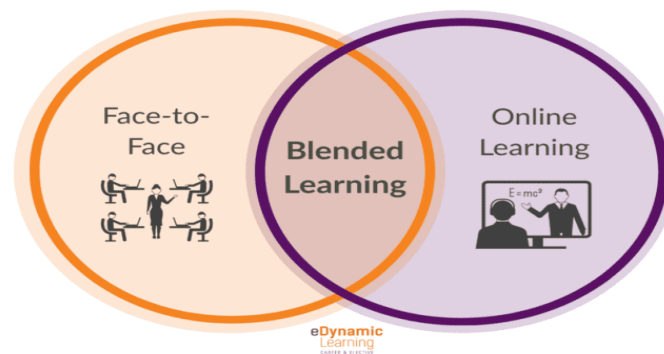 Face-to-
Face
Blended
Learning
Online
Learning
E = mc²
eDynamic
Learning
CAREER & ELECTIVE